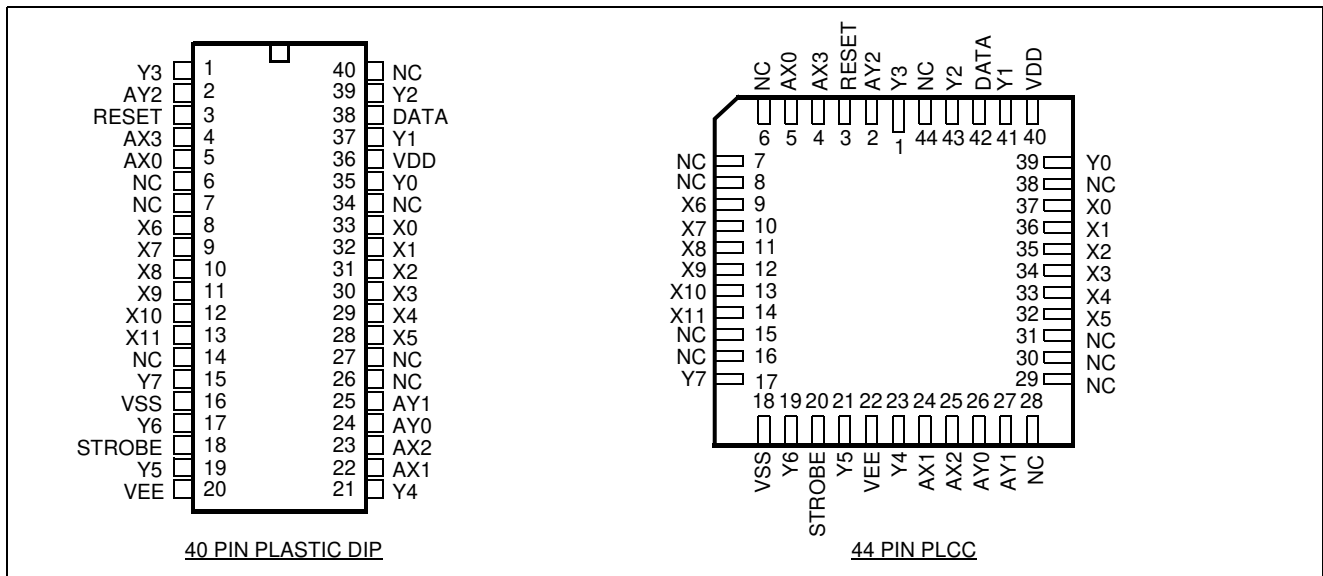 Y3 1 40 NC
AY2 2 39 Y2
RESET 3 38 DATA
AX3 4 37 Y1
AX0 5 36 VDD
NC 6 35 Y0
NC 7 34 NC
X6 8 33 X0
X7 9 32 X1
X8 10 31 X2
X9 11 30 X3
X10 12 29 X4
X11 13 28 X5
NC 14 27 NC
Y7 15 26 NC
VSS 16 25 AY1
Y6 17 24 AY0
STROBE 18 23 AX2
Y5 19 22 AX1
VEE 20 21 Y4
40 PIN PLASTIC DIP
NC AX0 AX3 RESET AY2 Y3 NC Y2 DATA Y1 VDD
6 5 4 3 2 1 44 43 42 41 40
NC 7 39 Y0
NC 8 38 NC
X6 9 37 X0
X7 10 36 X1
X8 11 35 X2
X9 12 34 X3
X10 13 33 X4
X11 14 32 X5
NC 15 31 NC
NC 16 30 NC
Y7 17 29 NC
18 19 20 21 22 23 24 25 26 27 28
VSS Y6 STROBE Y5 VEE Y4 AX1 AX2 AY0 AY1 NC
44 PIN PLCC